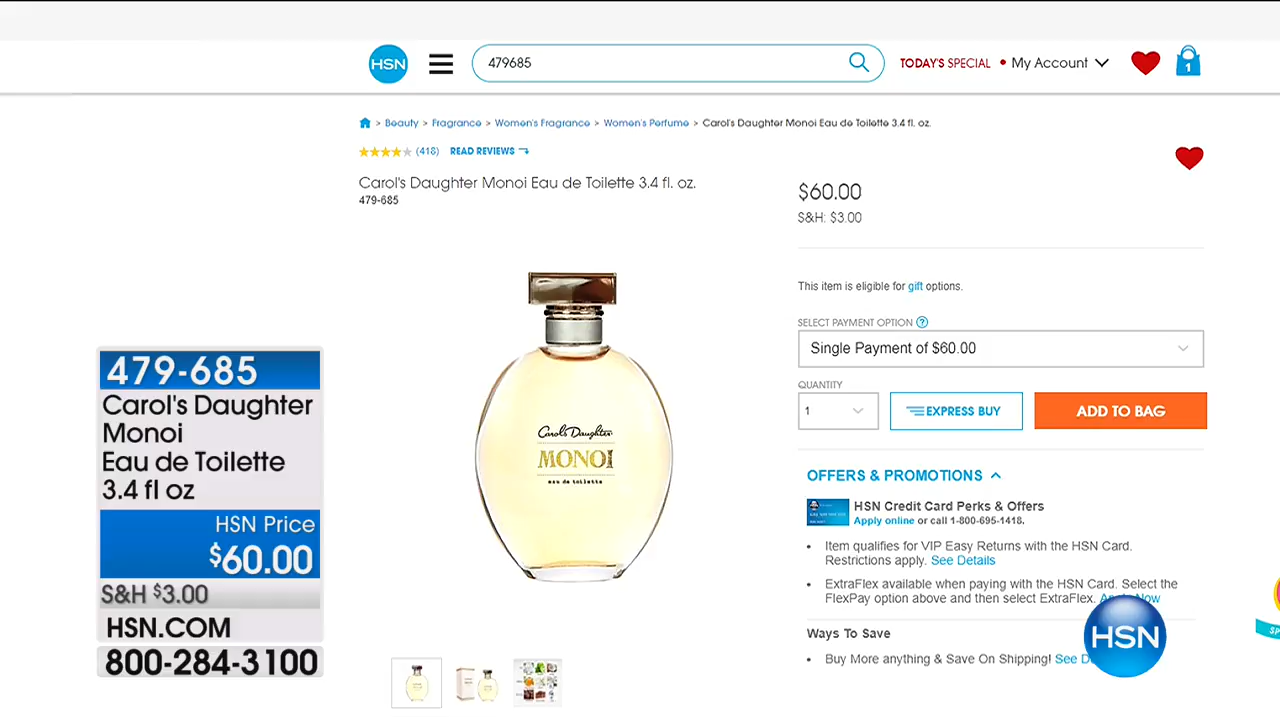 HSN
479685
TODAY'S SPECIAL • My Account
1
> Beauty > Fragrance > Women's Fragrance > Women's Perfume > Carol's Daughter Monoi Eau de Toilette 3.4 fl. oz.
(418) READ REVIEWS
Carol's Daughter Monoi Eau de Toilette 3.4 fl. oz.
479-685
$60.00
S&H: $3.00
This item is eligible for gift options.
SELECT PAYMENT OPTION ?
Single Payment of $60.00
QUANTITY
1
EXPRESS BUY
ADD TO BAG
OFFERS & PROMOTIONS
HSN Credit Card Perks & Offers
Apply online or call 1-800-695-1418.
• Item qualifies for VIP Easy Returns with the HSN Card.
Restrictions apply. See Details
• ExtraFlex available when paying with the HSN Card. Select the
FlexPay option above and then select ExtraFlex. Now
Ways To Save
• Buy More anything & Save On Shipping! See
Carol's Daughter
MONOI
eau de toilette
479-685
Carol's Daughter
Monoi
Eau de Toilette
3.4 fl oz
HSN Price
$60.00
S&H $3.00
HSN.COM
800-284-3100
HSN